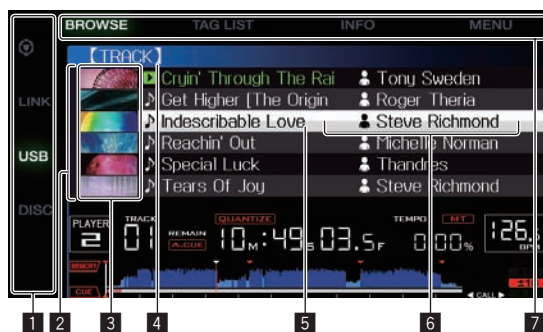 BROWSE TAG LIST INFO MENU
[TRACK]
LINK
USB
DISC
Cryin' Through The Rai Tony Sweden
Get Higher [The Origin Roger Theria
Indescribable Love Steve Richmond
Reachin' Out Michelle Norman
Special Luck Thandres
Tears Of Joy Steve Richmond
PLAYER 2
TRACK 01
REMAIN
A.CUE
QUANTIZE
10M:49S03.5F
TEMPO MT
0.00%
126.
BPM
MEMORY
CUE
CALL
±10
1 2 3 4 5 6 7